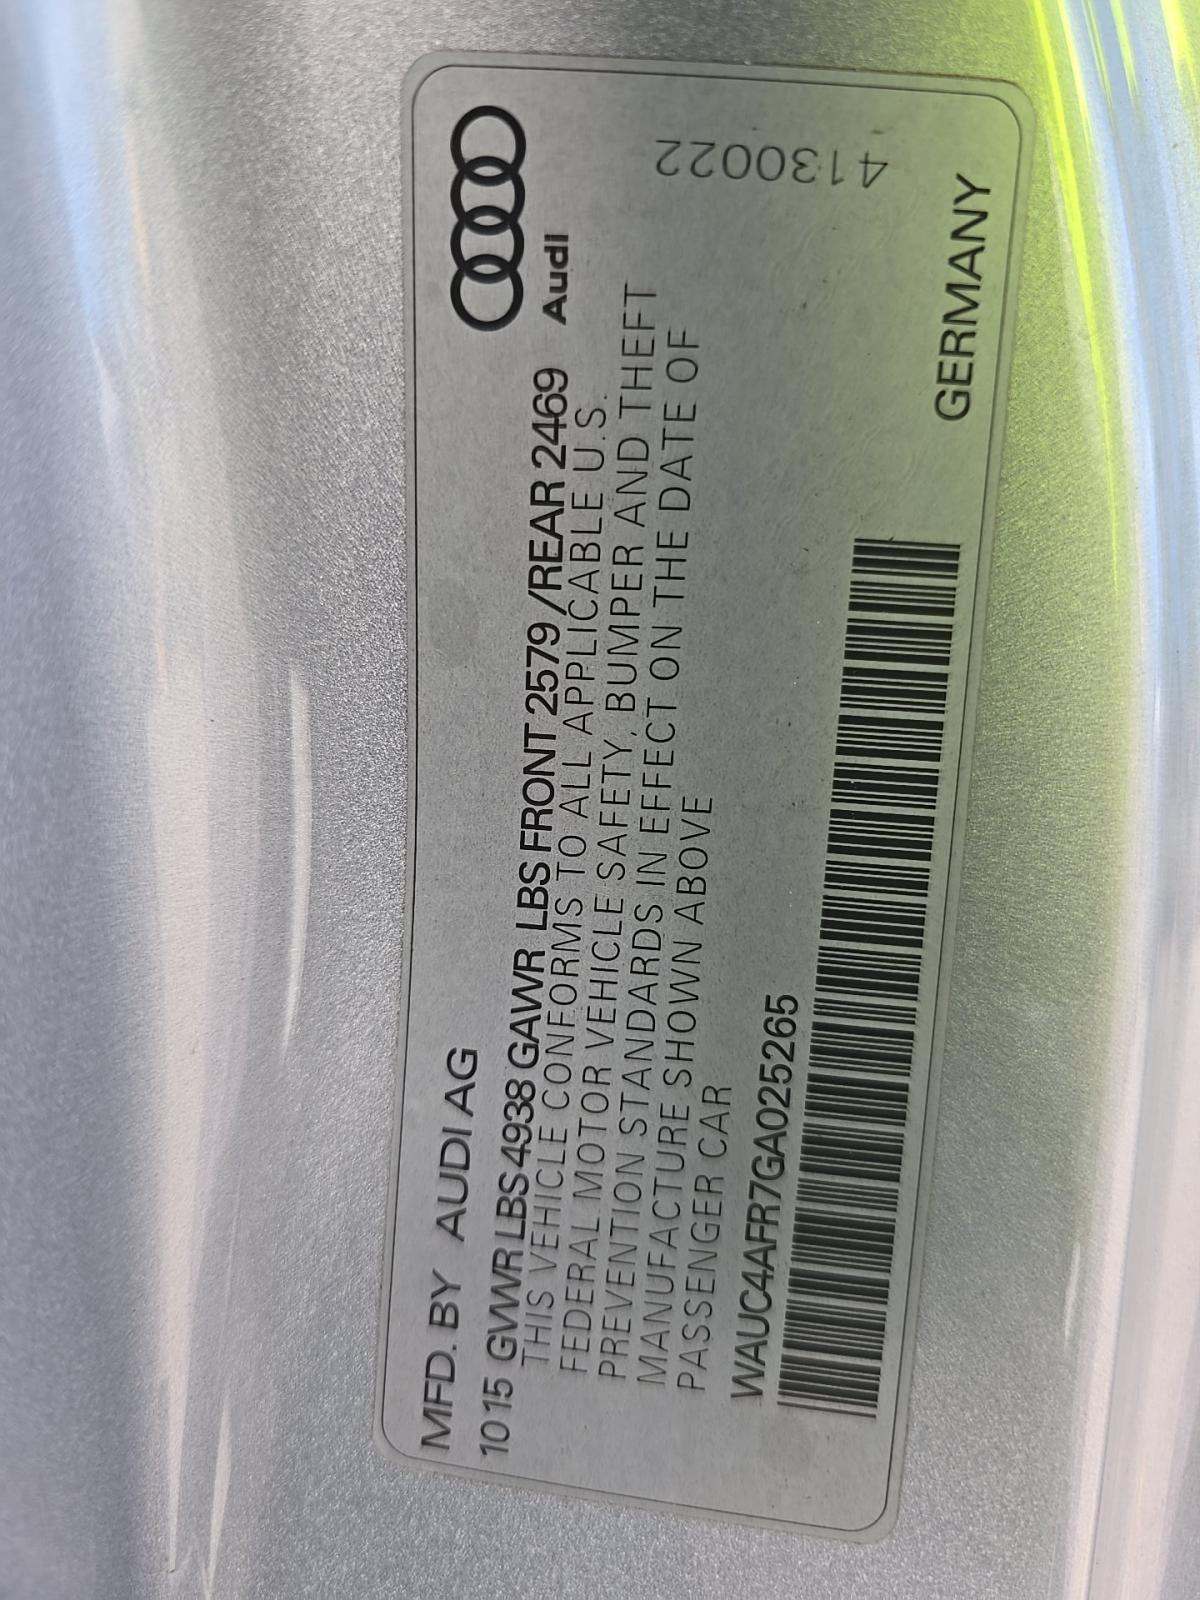 MFD. BY AUDI AG
10 15 GVWR LBS 4938 GAWR LBS FRONT 2579 /REAR 2469
Audi
THIS VEHICLE CONFORMS TO ALL APPLICABLE U.S.
FEDERAL MOTOR VEHICLE SAFETY, BUMPER AND THEFT
PREVENTION STANDARDS IN EFFECT ON THE DATE OF
MANUFACTURE SHOWN ABOVE
PASSENGER CAR
4130022
WAUC4AFR7GA025265
GERMANY